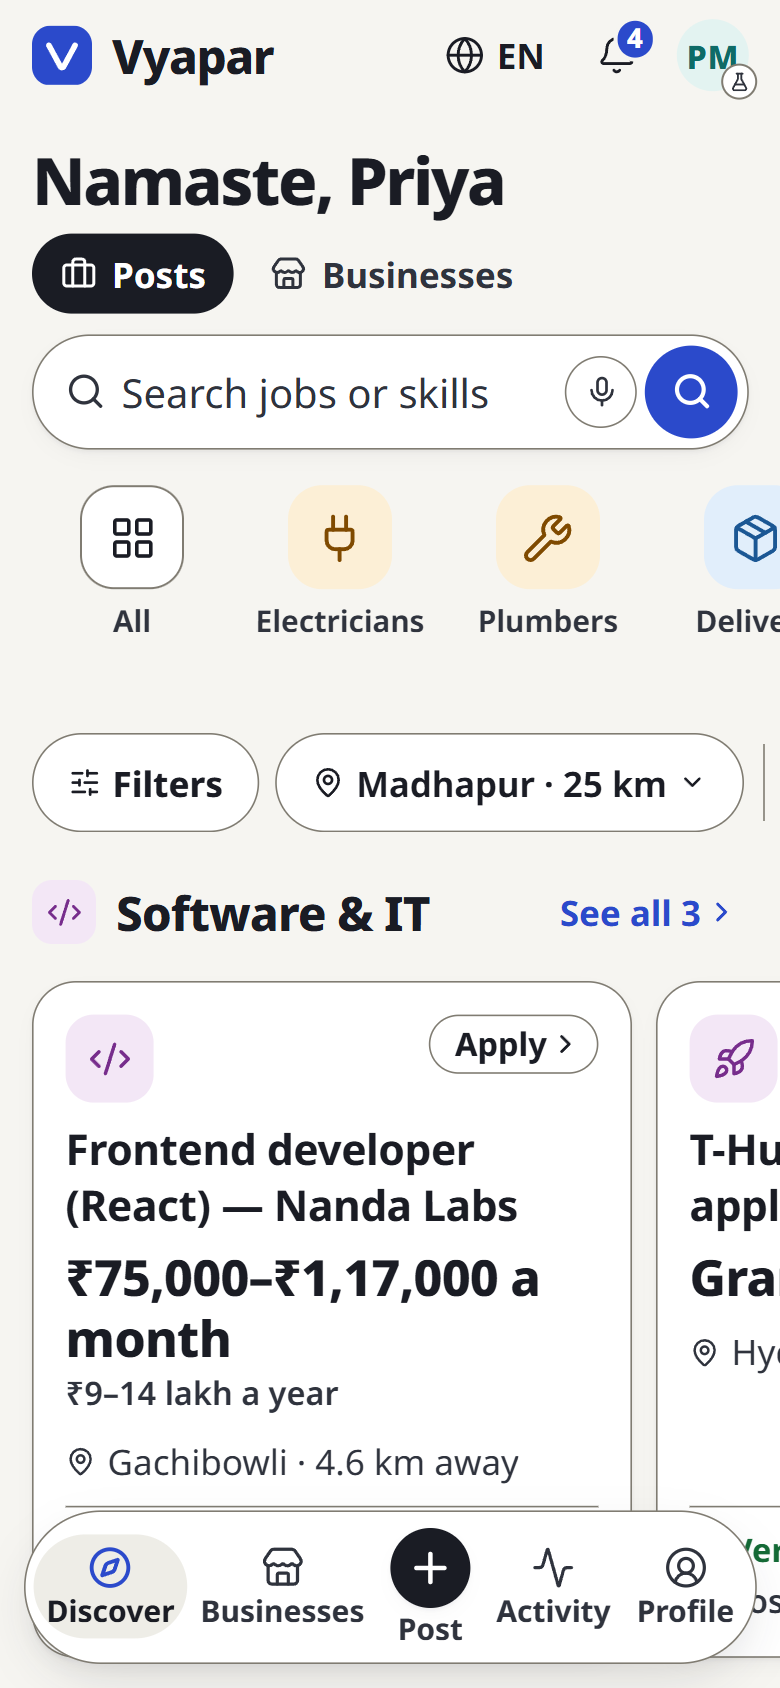 Vyapar
EN
4
PM
Namaste, Priya
Posts
Businesses
Search jobs or skills
All
Electricians
Plumbers
Filters
Madhapur · 25 km
Software & IT
See all 3
Apply
Frontend developer
(React) — Nanda Labs
₹75,000–₹1,17,000 a
month
₹9–14 lakh a year
Gachibowli · 4.6 km away
Discover
Businesses
Post
Activity
Profile